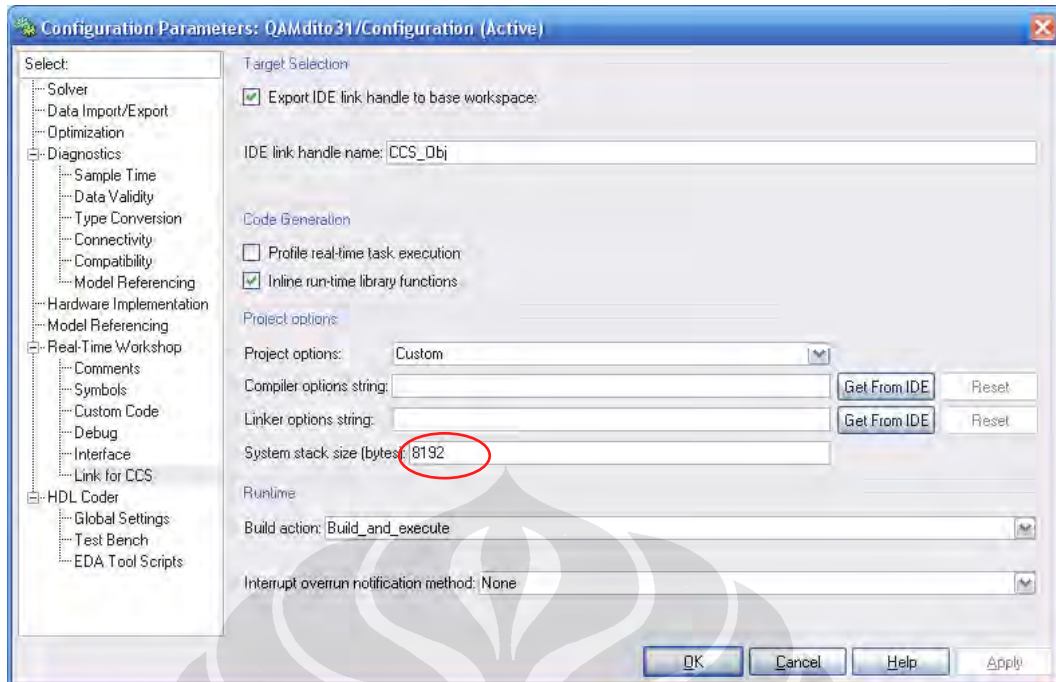 Configuration Parameters: QAMdito31/Configuration (Active)
Select:
Solver
Data Import/Export
Optimization
Diagnostics
Sample Time
Data Validity
Type Conversion
Connectivity
Compatibility
Model Referencing
Hardware Implementation
Model Referencing
Real-Time Workshop
Comments
Symbols
Custom Code
Debug
Interface
Link for CCS
HDL Coder
Global Settings
Test Bench
EDA Tool Scripts
Target Selection
Export IDE link handle to base workspace:
IDE link handle name: CCS_Obj
Code Generation
Profile real-time task execution
Inline run-time library functions
Project options
Project options: Custom
Compiler options string: Get From IDE Reset
Linker options string: Get From IDE Reset
System stack size (bytes): 8192
Runtime
Build action: Build_and_execute
Interrupt overrun notification method: None
OK Cancel Help Apply